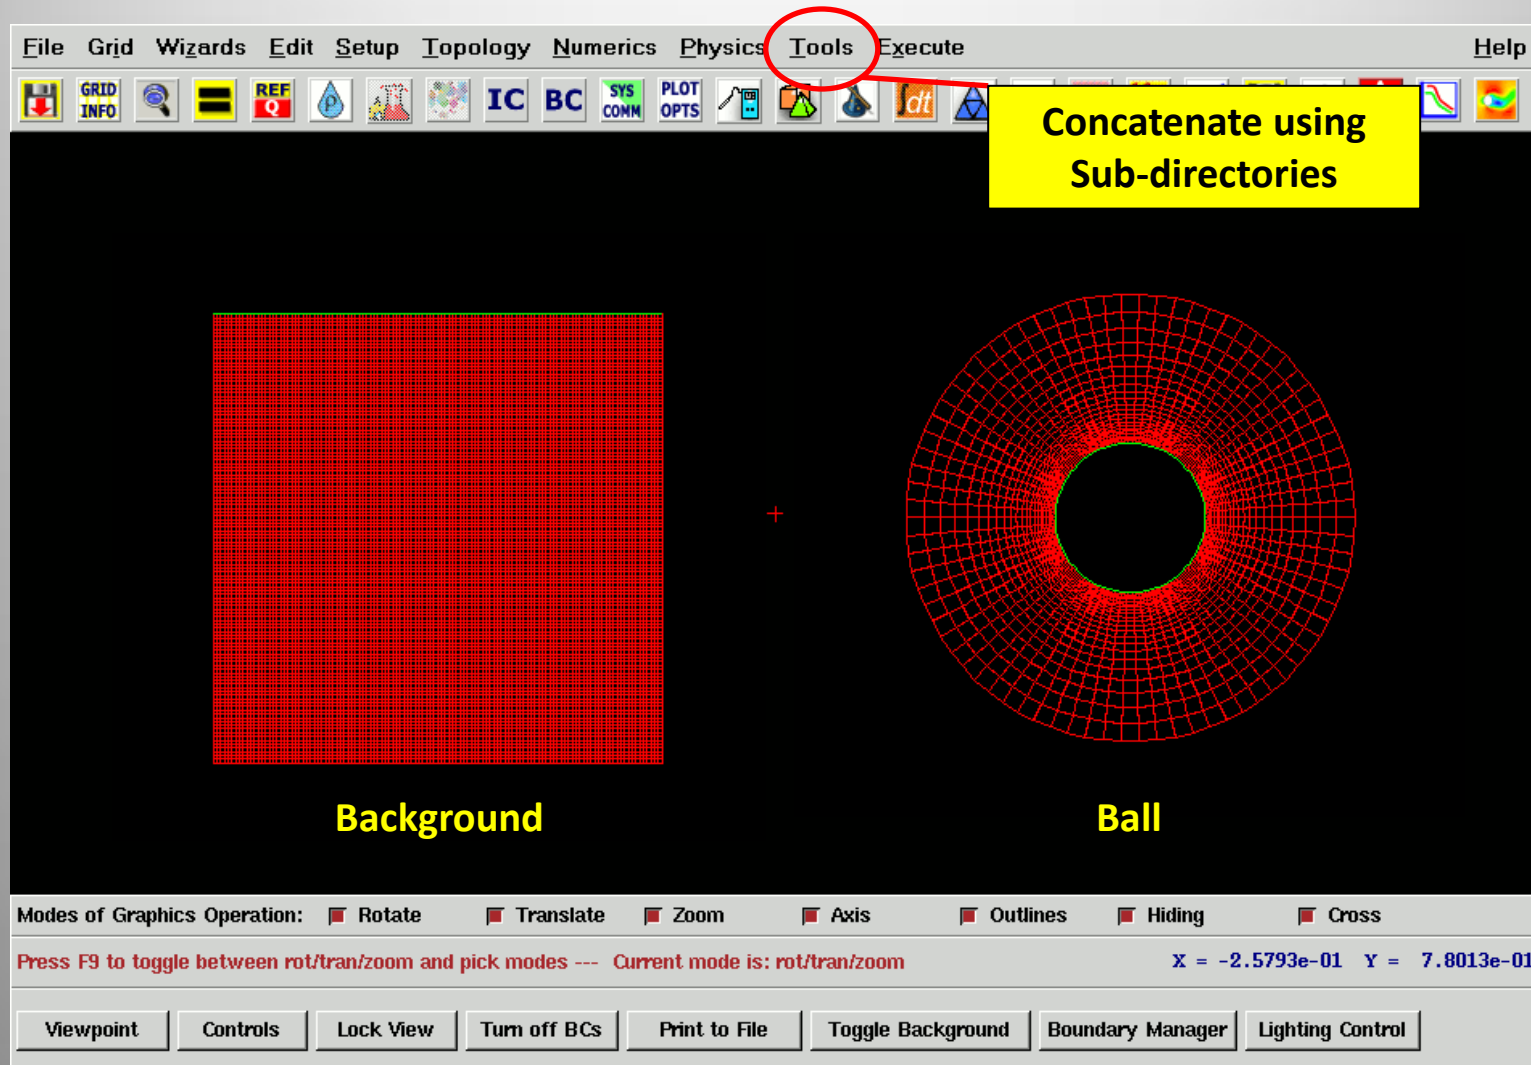 File Grid Wizards Edit Setup Topology Numerics Physics Tools Execute Help
GRID INFO
REF Q
ρ
IC
BC
SYS COMM
PLOT OPTS
∫dt
Concatenate using
Sub-directories
Background
Ball
Modes of Graphics Operation: Rotate Translate Zoom Axis Outlines Hiding Cross
Press F9 to toggle between rot/tran/zoom and pick modes --- Current mode is: rot/tran/zoom X = -2.5793e-01 Y = 7.8013e-01
Viewpoint Controls Lock View Turn off BCs Print to File Toggle Background Boundary Manager Lighting Control